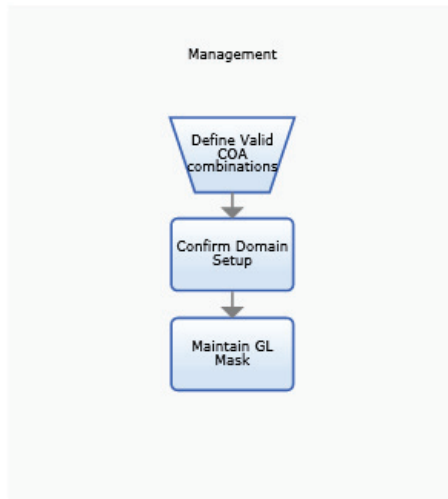 Management
Define Valid
COA
combinations
Confirm Domain
Setup
Maintain GL
Mask